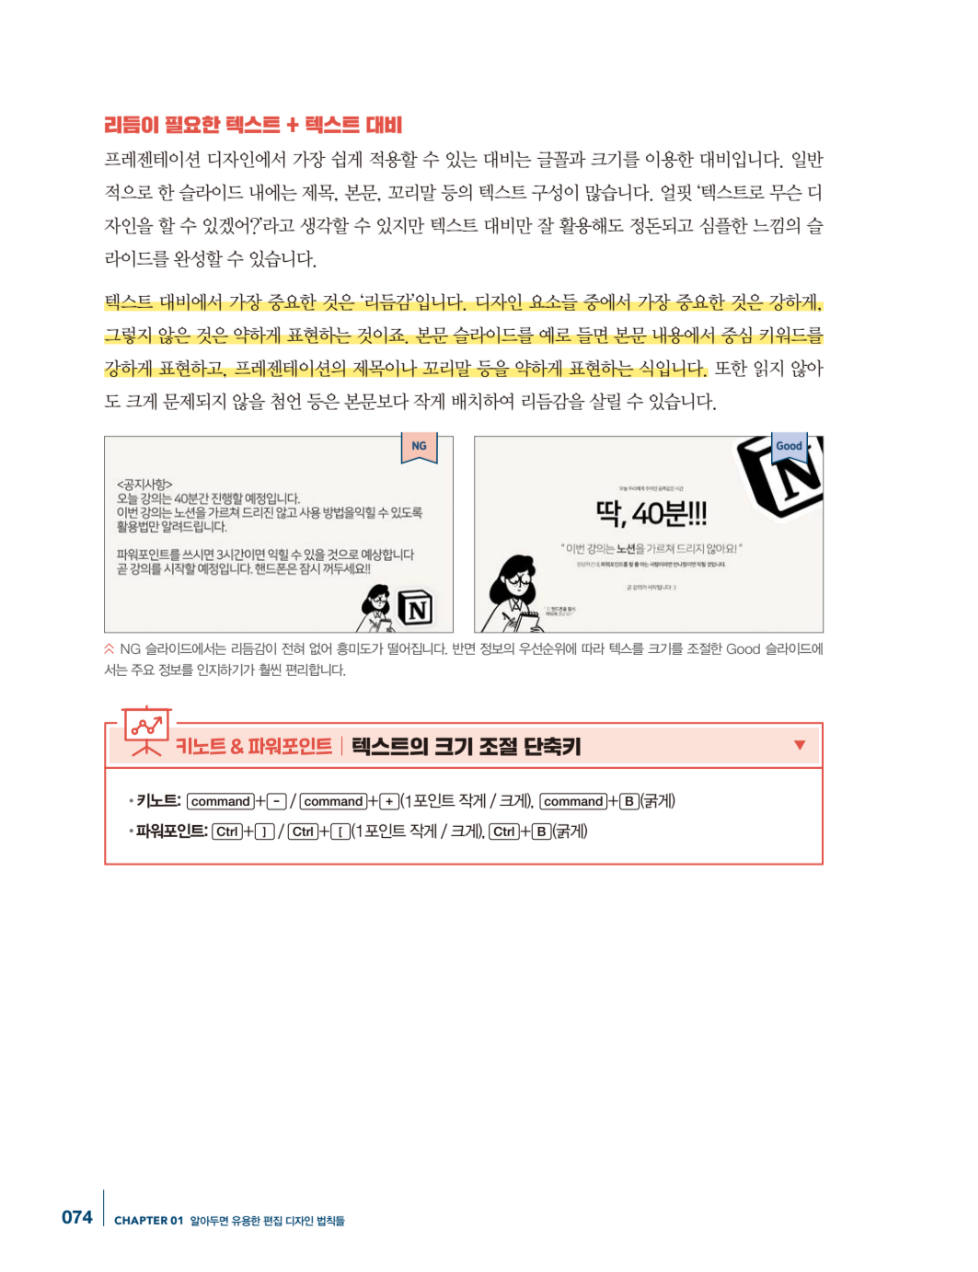 리듬이 필요한 텍스트 + 텍스트 대비
프레젠테이션 디자인에서 가장 쉽게 적용할 수 있는 대비는 글꼴과 크기를 이용한 대비입니다. 일반
적으로 한 슬라이드 내에는 제목, 본문, 꼬리말 등의 텍스트 구성이 많습니다. 얼핏 ‘텍스트로 무슨 디
자인을 할 수 있겠어?’라고 생각할 수 있지만 텍스트 대비만 잘 활용해도 정돈되고 심플한 느낌의 슬
라이드를 완성할 수 있습니다.
텍스트 대비에서 가장 중요한 것은 ‘리듬감’입니다. 디자인 요소들 중에서 가장 중요한 것은 강하게,
그렇지 않은 것은 약하게 표현하는 것이죠. 본문 슬라이드를 예로 들면 본문 내용에서 중심 키워드를
강하게 표현하고, 프레젠테이션의 제목이나 꼬리말 등을 약하게 표현하는 식입니다. 또한 읽지 않아
도 크게 문제되지 않을 첨언 등은 본문보다 작게 배치하여 리듬감을 살릴 수 있습니다.
NG
<공지사항>
오늘 강의는 40분간 진행할 예정입니다.
이번 강의는 노션을 가르쳐 드리진 않고 사용 방법을익힐 수 있도록
활용법만 알려드립니다.
파워포인트를 쓰시면 3시간이면 익힐 수 있을 것으로 예상합니다
곧 강의를 시작할 예정입니다. 핸드폰은 잠시 꺼두세요!!
N
Good
N
딱, 40분!!!
“ 이번 강의는 노션을 가르쳐 드리지 않아요! ”
곧 강의가 시작됩니다 :)
NG 슬라이드에서는 리듬감이 전혀 없어 흥미도가 떨어집니다. 반면 정보의 우선순위에 따라 텍스를 크기를 조절한 Good 슬라이드에
서는 주요 정보를 인지하기가 훨씬 편리합니다.
키노트 & 파워포인트 | 텍스트의 크기 조절 단축키 ▼
• 키노트: command + - / command + + (1포인트 작게 / 크게), command + B (굵게)
• 파워포인트: Ctrl + ] / Ctrl + [ (1포인트 작게 / 크게), Ctrl + B (굵게)
074 CHAPTER 01 알아두면 유용한 편집 디자인 법칙들